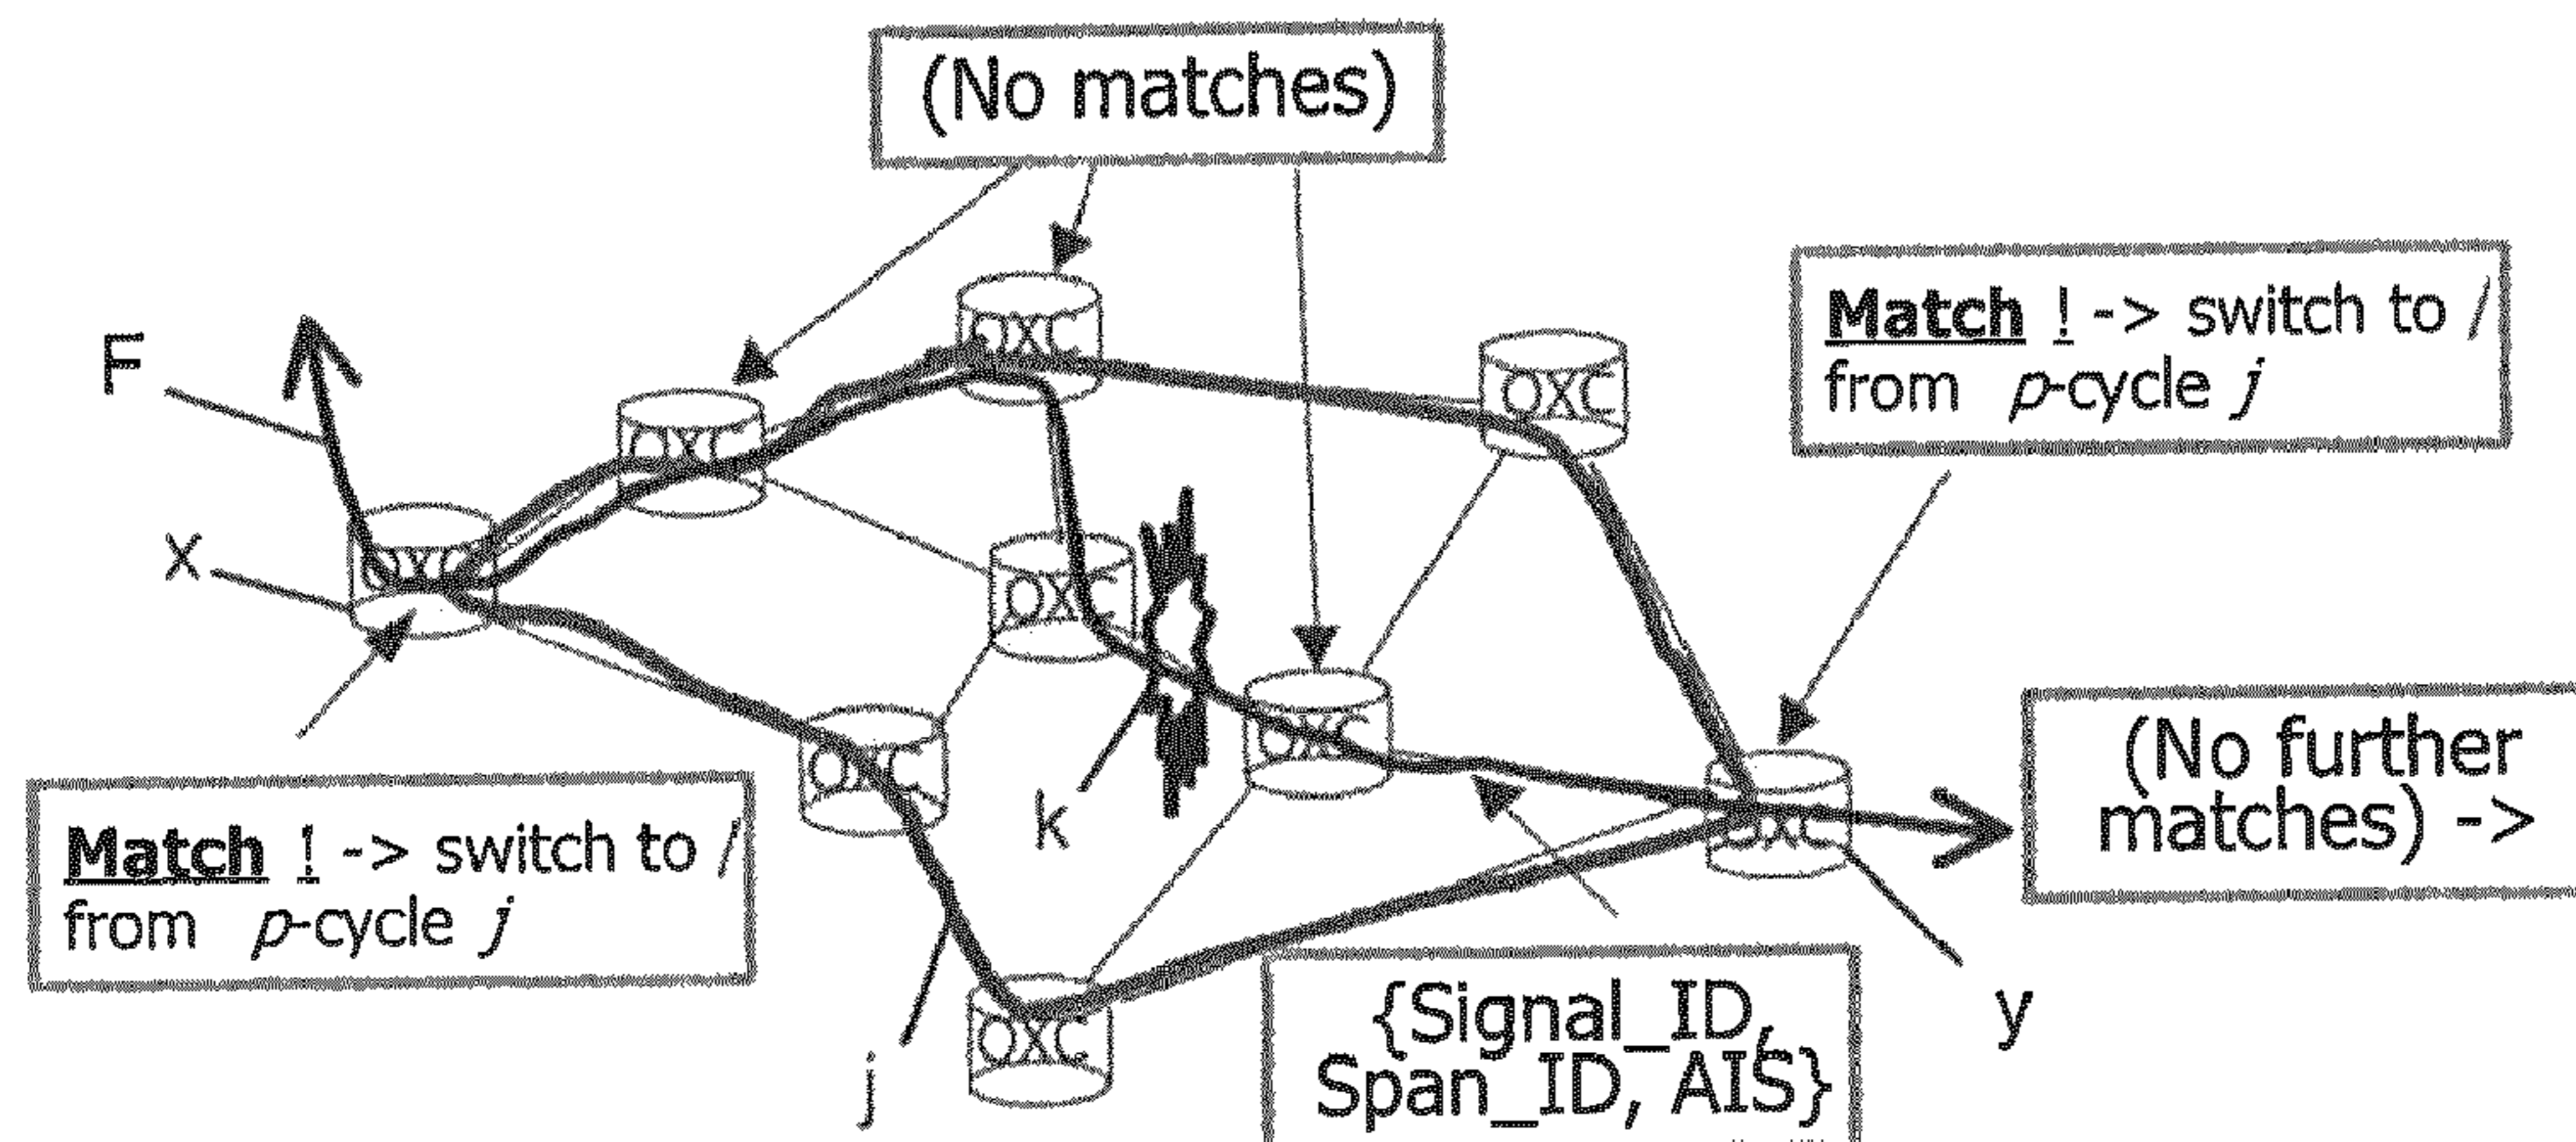 (No matches)
Match ! -> switch to /
from p-cycle j
F
OXC
OXC
OXC
OXC
X
OXC
OXC
OXC
OXC
OXC
k
(No further
matches) ->
Match ! -> switch to /
from p-cycle j
{Signal_ID,
Span_ID, AIS}
y
j